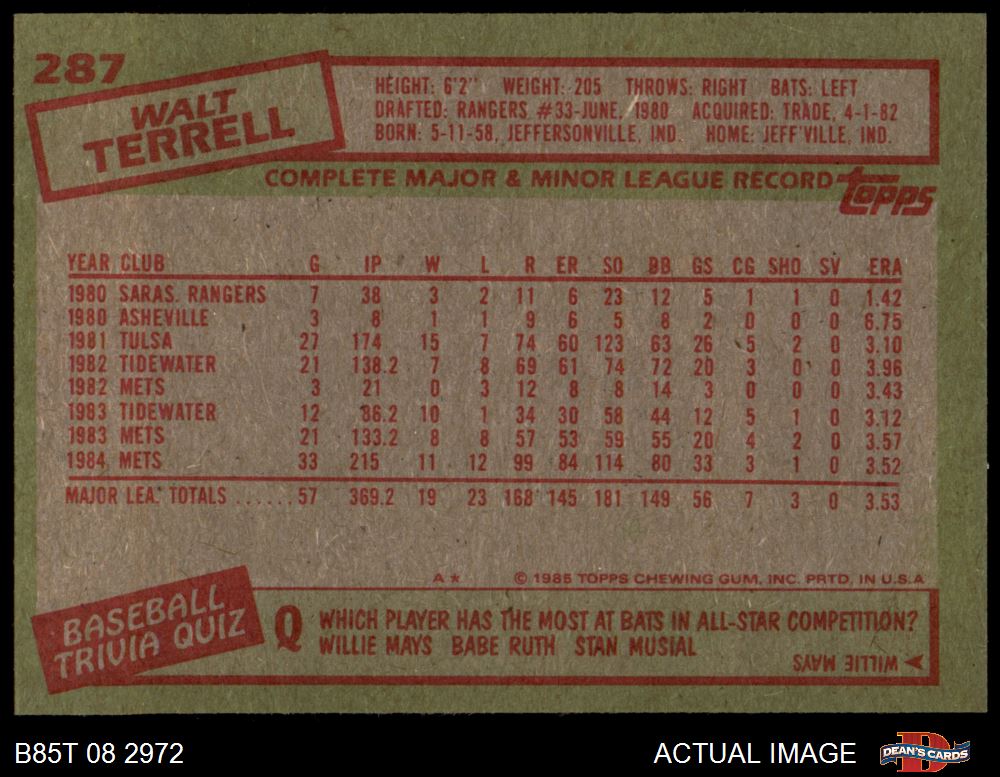 287
WALT
TERRELL
HEIGHT: 6'2" WEIGHT: 205 THROWS: RIGHT BATS: LEFT
DRAFTED: RANGERS #33-JUNE, 1980 ACQUIRED: TRADE, 4-1-82
BORN: 5-11-58, JEFFERSONVILLE, IND. HOME: JEFF'VILLE, IND.
COMPLETE MAJOR & MINOR LEAGUE RECORD topps
YEAR CLUB G IP W L R ER SO BB GS CG SHO SV ERA
1980 SARAS. RANGERS 7 38 3 2 11 6 23 12 5 1 1 0 1.42
1980 ASHEVILLE 3 8 1 1 9 6 5 8 2 0 0 0 6.75
1981 TULSA 27 174 15 7 74 60 123 63 26 5 2 0 3.10
1982 TIDEWATER 21 138.2 7 8 69 61 74 72 20 3 0 0 3.96
1982 METS 3 21 0 3 12 8 8 14 3 0 0 0 3.43
1983 TIDEWATER 12 86.2 10 1 34 30 58 44 12 5 1 0 3.12
1983 METS 21 133.2 8 8 57 53 59 55 20 4 2 0 3.57
1984 METS 33 215 11 12 99 84 114 80 33 3 1 0 3.52
MAJOR LEA. TOTALS ......57 369.2 19 23 168 145 181 149 56 7 3 0 3.53
A* © 1985 TOPPS CHEWING GUM, INC. PRTD. IN U.S.A
BASEBALL
TRIVIA QUIZ
Q WHICH PLAYER HAS THE MOST AT BATS IN ALL-STAR COMPETITION?
WILLIE MAYS BABE RUTH STAN MUSIAL
WILLIE MAYS
B85T 08 2972 ACTUAL IMAGE D DEAN'S CARDS